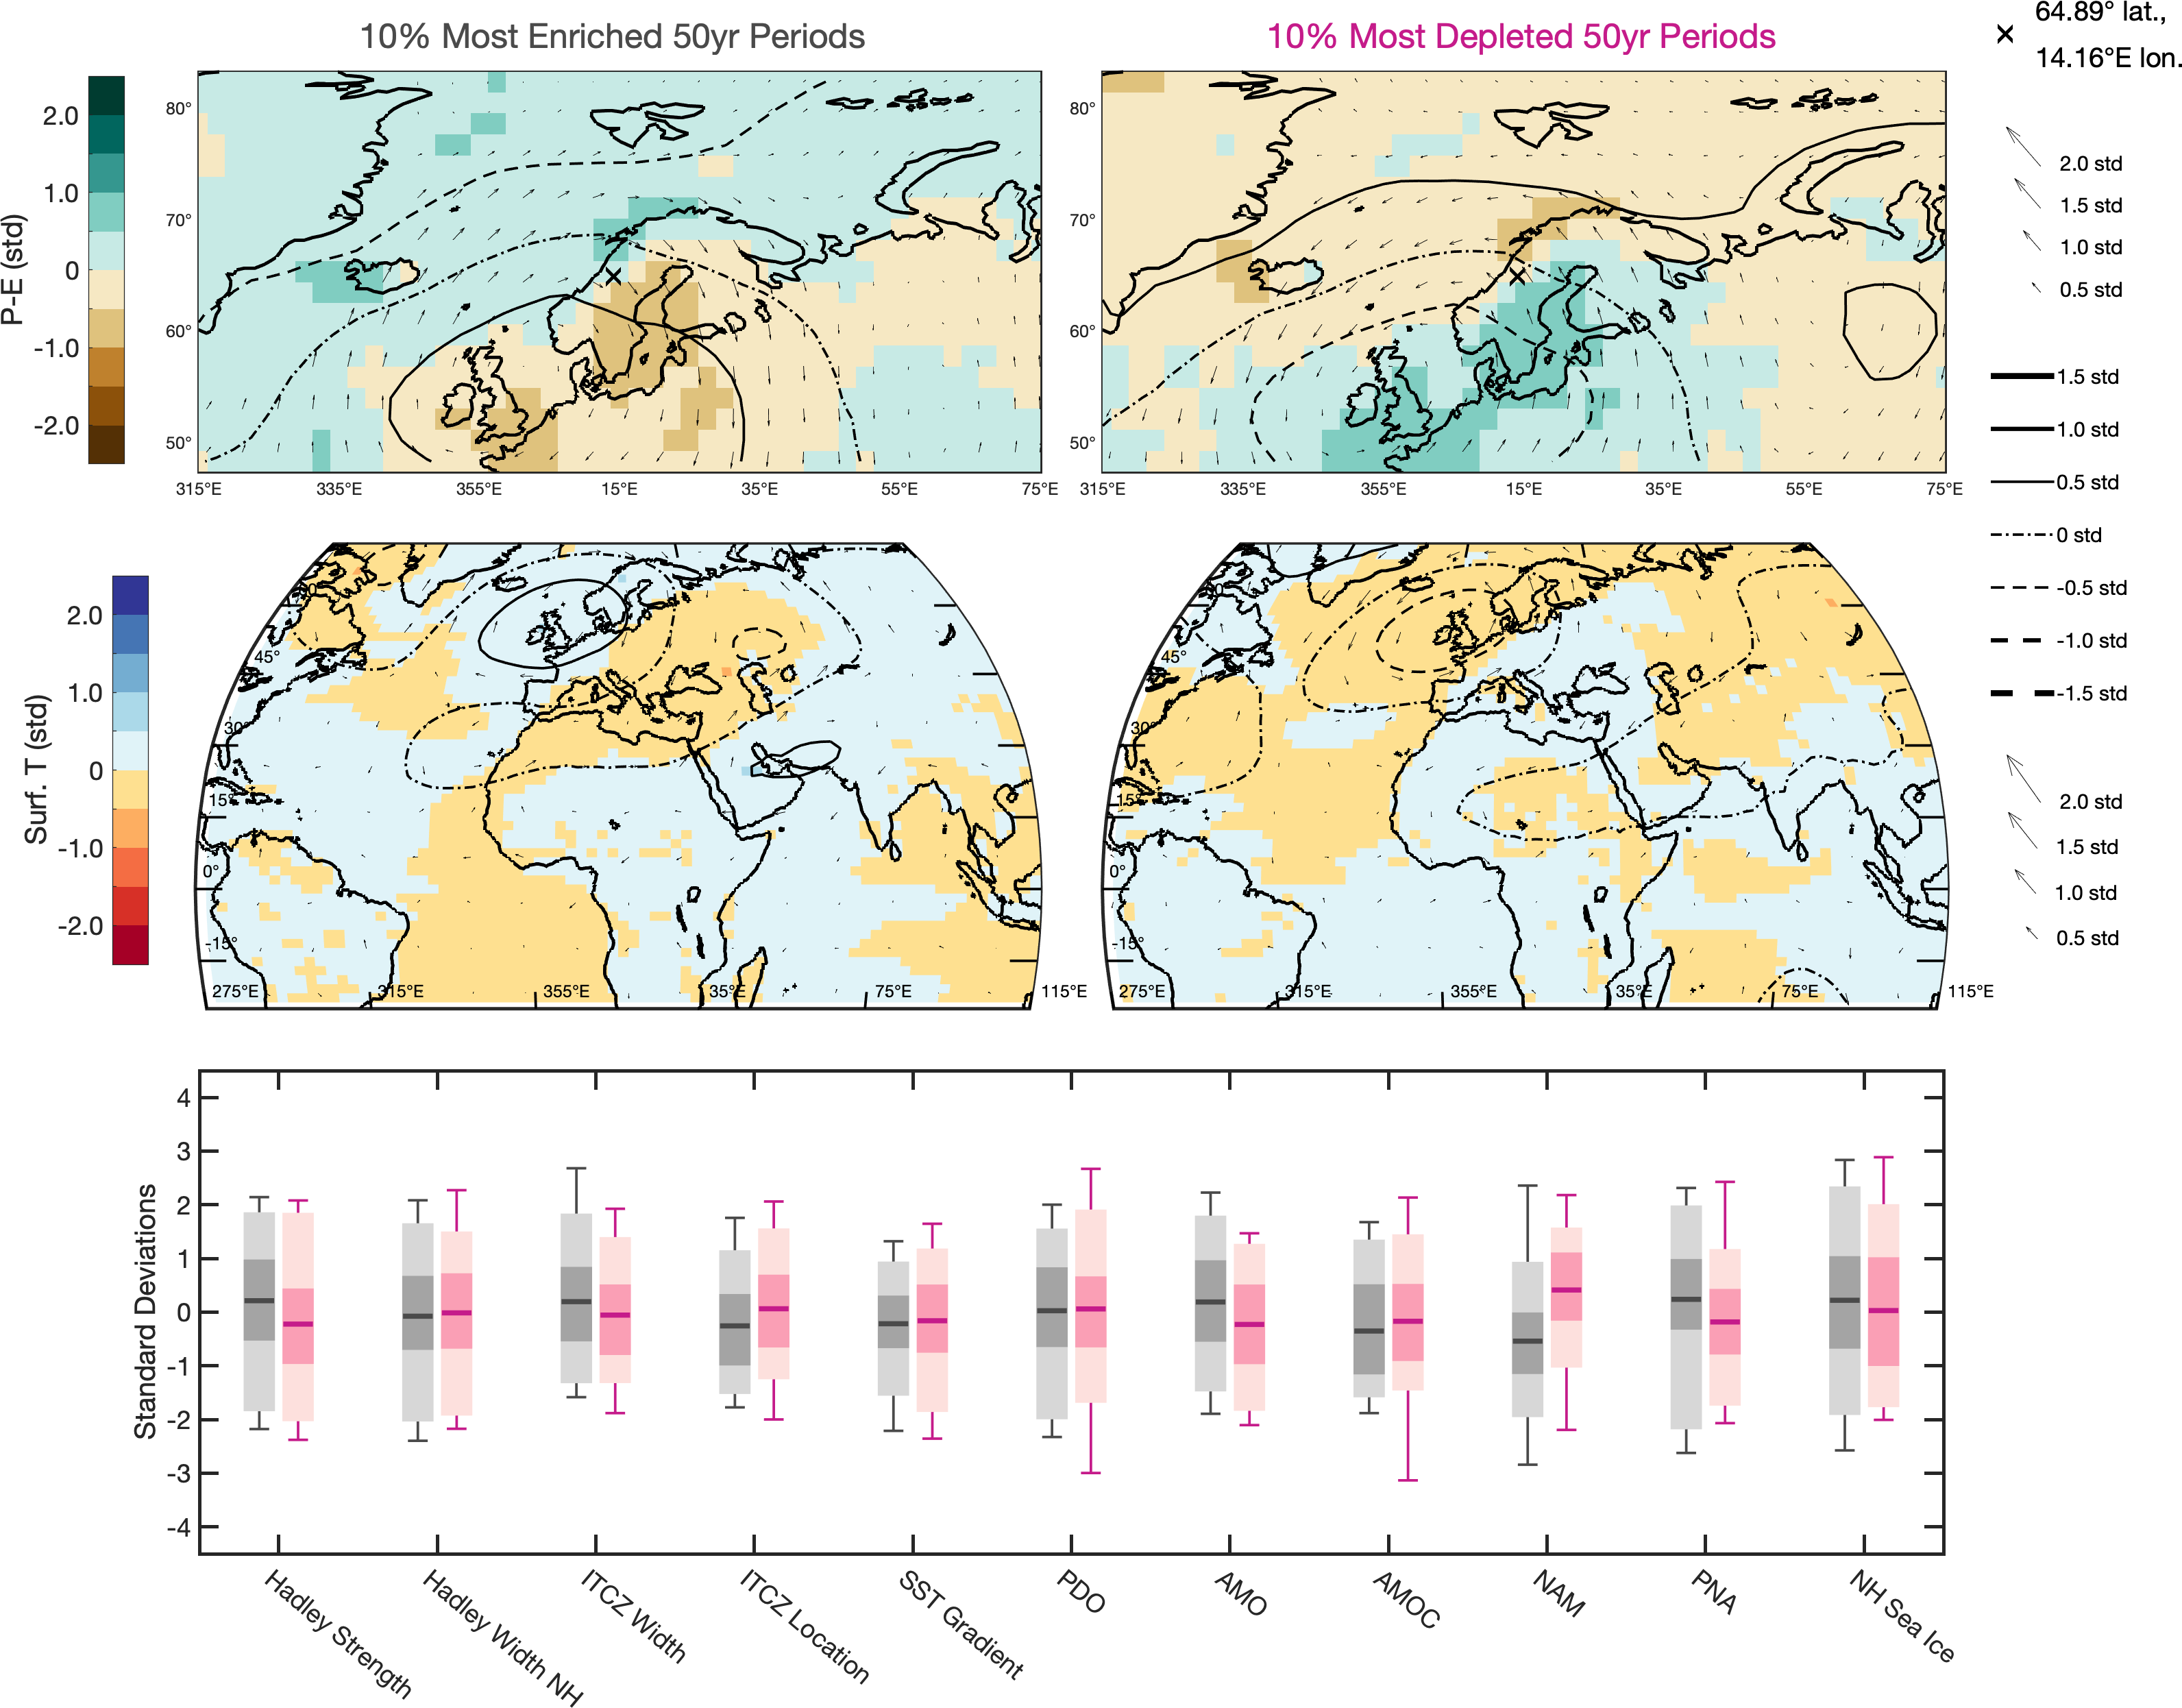 10% Most Enriched 50yr Periods
10% Most Depleted 50yr Periods
64.89° lat.,
14.16°E lon.
P-E (std)
2.0
1.0
0
-1.0
-2.0
80°
70°
60°
50°
315°E 335°E 355°E 15°E 35°E 55°E 75°E
80°
70°
60°
50°
315°E 335°E 355°E 15°E 35°E 55°E 75°E
2.0 std
1.5 std
1.0 std
0.5 std
1.5 std
1.0 std
0.5 std
0 std
-0.5 std
-1.0 std
-1.5 std
2.0 std
1.5 std
1.0 std
0.5 std
Surf. T (std)
2.0
1.0
0
-1.0
-2.0
45°
30°
15°
0°
-15°
275°E 315°E 355°E 35°E 75°E 115°E
45°
30°
15°
0°
-15°
275°E 315°E 355°E 35°E 75°E 115°E
Standard Deviations
4
3
2
1
0
-1
-2
-3
-4
Hadley Strength
Hadley Width NH
ITCZ Width
ITCZ Location
SST Gradient
PDO
AMO
AMOC
NAM
PNA
NH Sea Ice